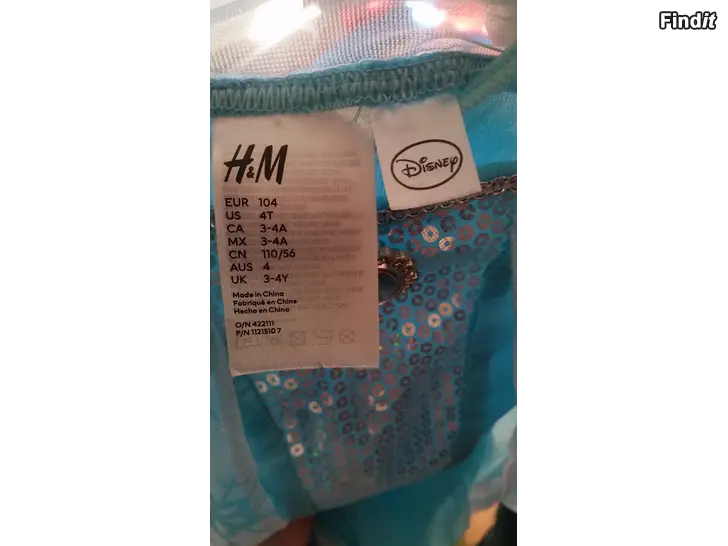 Findit
H&M
Disney
EUR 104
US 4T
CA 3-4A
MX 3-4A
CN 110/56
AUS 4
UK 3-4Y
Made in China
Fabriqué en Chine
Hecho en China
O/N 422111
P/N 1121510 7